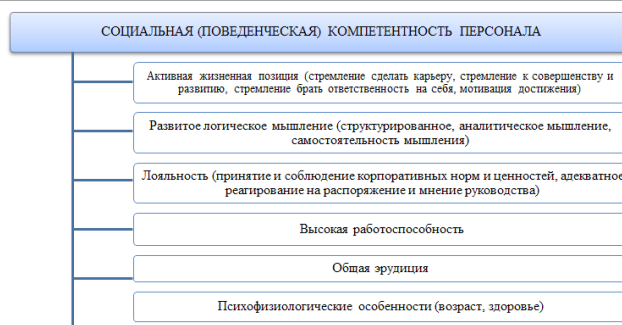 СОЦИАЛЬНАЯ (ПОВЕДЕНЧЕСКАЯ) КОМПЕТЕНТНОСТЬ ПЕРСОНАЛА
Активная жизненная позиция (стремление сделать карьеру, стремление к совершенству и
развитию, стремление брать ответственность на себя, мотивация достижения)
Развитое логическое мышление (структурированное, аналитическое мышление,
самостоятельность мышления)
Лояльность (принятие и соблюдение корпоративных норм и ценностей, адекватное
реагирование на распоряжение и мнение руководства)
Высокая работоспособность
Общая эрудиция
Психофизиологические особенности (возраст, здоровье)